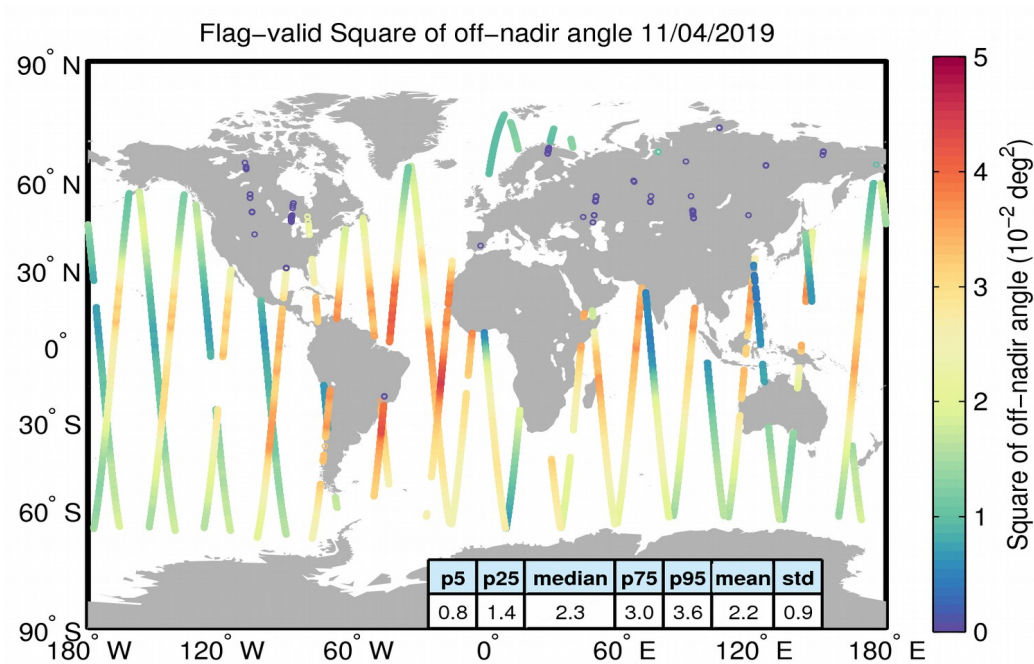 Flag−valid Square of off−nadir angle 11/04/2019
90° N
60° N
30° N
0°
30° S
60° S
90° S
180° W
120° W
60° W
0°
60° E
120° E
180° E
5
4
3
2
1
0
Square of off−nadir angle (10⁻² deg²)
p5 p25 median p75 p95 mean std
0.8 1.4 2.3 3.0 3.6 2.2 0.9